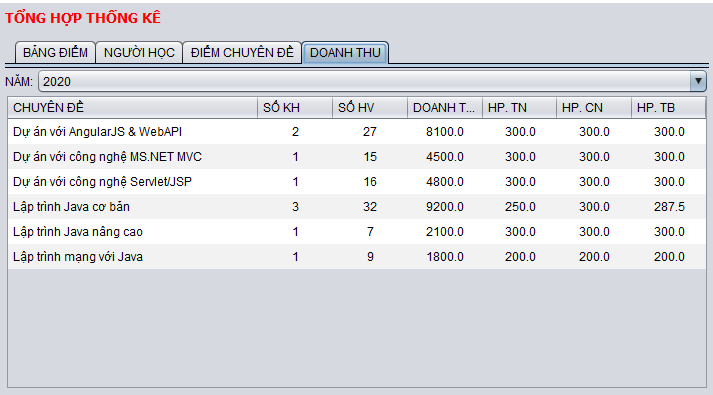 TỔNG HỢP THỐNG KÊ
BẢNG ĐIỂM NGƯỜI HỌC ĐIỂM CHUYÊN ĐỀ DOANH THU
NĂM: 2020
CHUYÊN ĐỀ SỐ KH SỐ HV DOANH T... HP. TN HP. CN HP. TB
Dự án với AngularJS & WebAPI 2 27 8100.0 300.0 300.0 300.0
Dự án với công nghệ MS.NET MVC 1 15 4500.0 300.0 300.0 300.0
Dự án với công nghệ Servlet/JSP 1 16 4800.0 300.0 300.0 300.0
Lập trình Java cơ bản 3 32 9200.0 250.0 300.0 287.5
Lập trình Java nâng cao 1 7 2100.0 300.0 300.0 300.0
Lập trình mạng với Java 1 9 1800.0 200.0 200.0 200.0